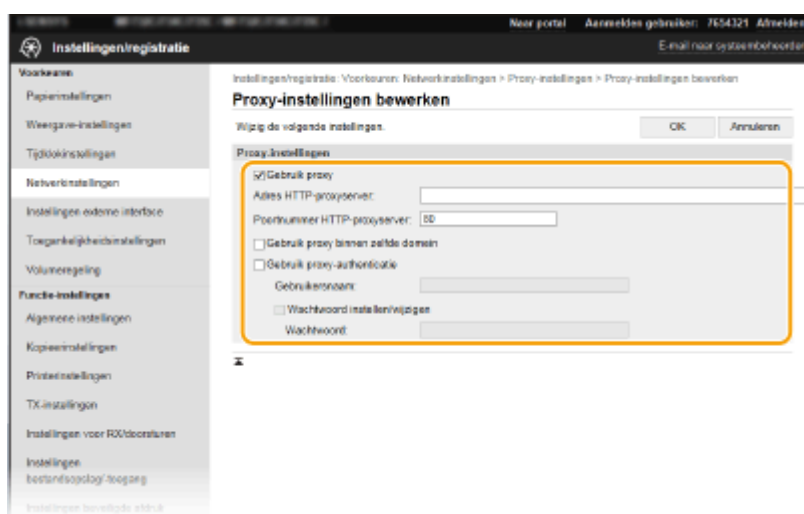 Naar portal Aanmelden gebruiker: 7654321 Afmelden
Instellingen/registratie
E-mail naar systeembeheerder
Voorkeuren
Papierinstellingen
Weergave-instellingen
Tijdklokinstellingen
Netwerkinstellingen
Instellingen externe interface
Toegankelijkheidsinstellingen
Volumeregeling
Functie-instellingen
Algemene instellingen
Kopieerinstellingen
Printerinstellingen
TX-instellingen
Instellingen voor RX/doorsturen
Instellingen
bestandsopslag/-toegang
Instellingen beveiligde afdruk
Instellingen/registratie: Voorkeuren: Netwerkinstellingen > Proxy-instellingen > Proxy-instellingen bewerken
Proxy-instellingen bewerken
Wijzig de volgende instellingen.
OK Annuleren
Proxy-instellingen
Gebruik proxy
Adres HTTP-proxyserver:
Poortnummer HTTP-proxyserver: 80
Gebruik proxy binnen zelfde domein
Gebruik proxy-authenticatie
Gebruikersnaam:
Wachtwoord instellen/wijzigen
Wachtwoord: